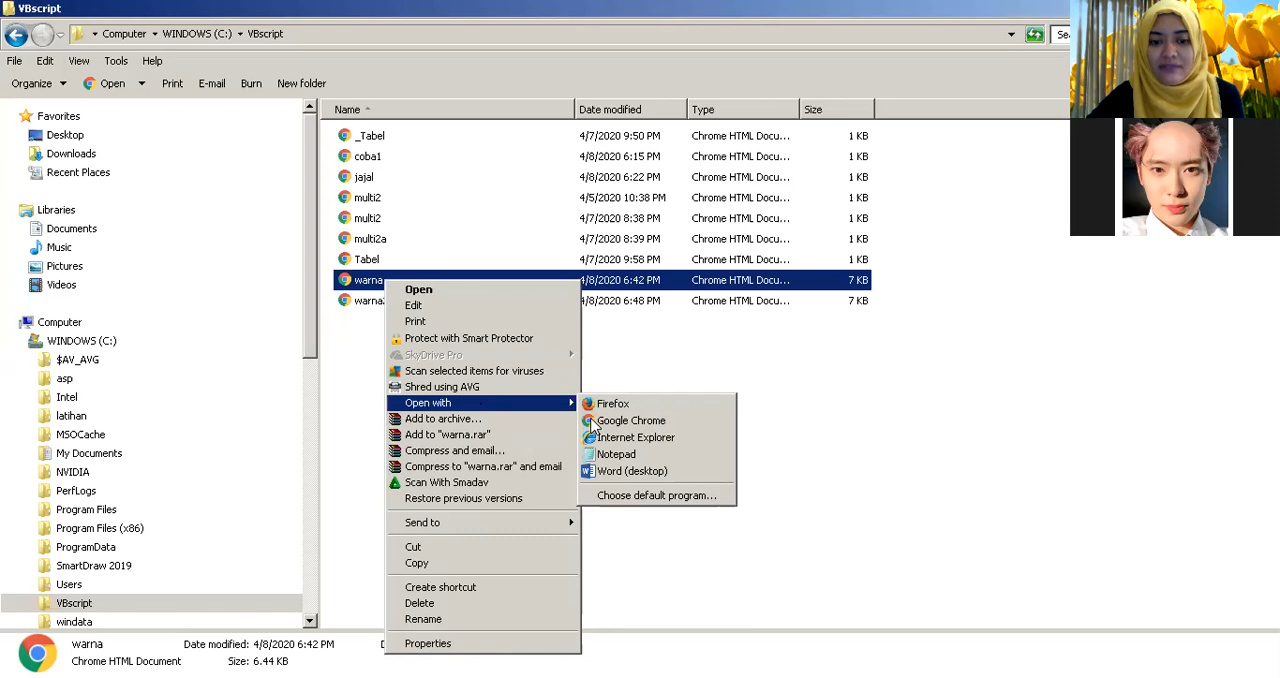 VBscript
Computer WINDOWS (C:) VBscript
File Edit View Tools Help
Organize Open Print E-mail Burn New folder
Favorites
Desktop
Downloads
Recent Places
Libraries
Documents
Music
Pictures
Videos
Computer
WINDOWS (C:)
$AV_AVG
asp
Intel
latihan
MSOCache
My Documents
NVIDIA
PerfLogs
Program Files
Program Files (x86)
ProgramData
SmartDraw 2019
Users
VBscript
windata
Name Date modified Type Size
_Tabel 4/7/2020 9:50 PM Chrome HTML Docu... 1 KB
coba1 4/8/2020 6:15 PM Chrome HTML Docu... 1 KB
jajal 4/8/2020 6:22 PM Chrome HTML Docu... 1 KB
multi2 4/5/2020 10:38 PM Chrome HTML Docu... 1 KB
multi2 4/7/2020 8:38 PM Chrome HTML Docu... 1 KB
multi2a 4/7/2020 8:39 PM Chrome HTML Docu... 1 KB
Tabel 4/7/2020 9:58 PM Chrome HTML Docu... 1 KB
warna 4/8/2020 6:42 PM Chrome HTML Docu... 7 KB
4/8/2020 6:48 PM Chrome HTML Docu... 7 KB
Open
Edit
Print
Protect with Smart Protector
SkyDrive Pro
Scan selected items for viruses
Shred using AVG
Open with
Add to archive...
Add to "warna.rar"
Compress and email...
Compress to "warna.rar" and email
Scan With Smadav
Restore previous versions
Send to
Cut
Copy
Create shortcut
Delete
Rename
Properties
Firefox
Google Chrome
Internet Explorer
Notepad
Word (desktop)
Choose default program...
warna Date modified: 4/8/2020 6:42 PM
Chrome HTML Document Size: 6.44 KB